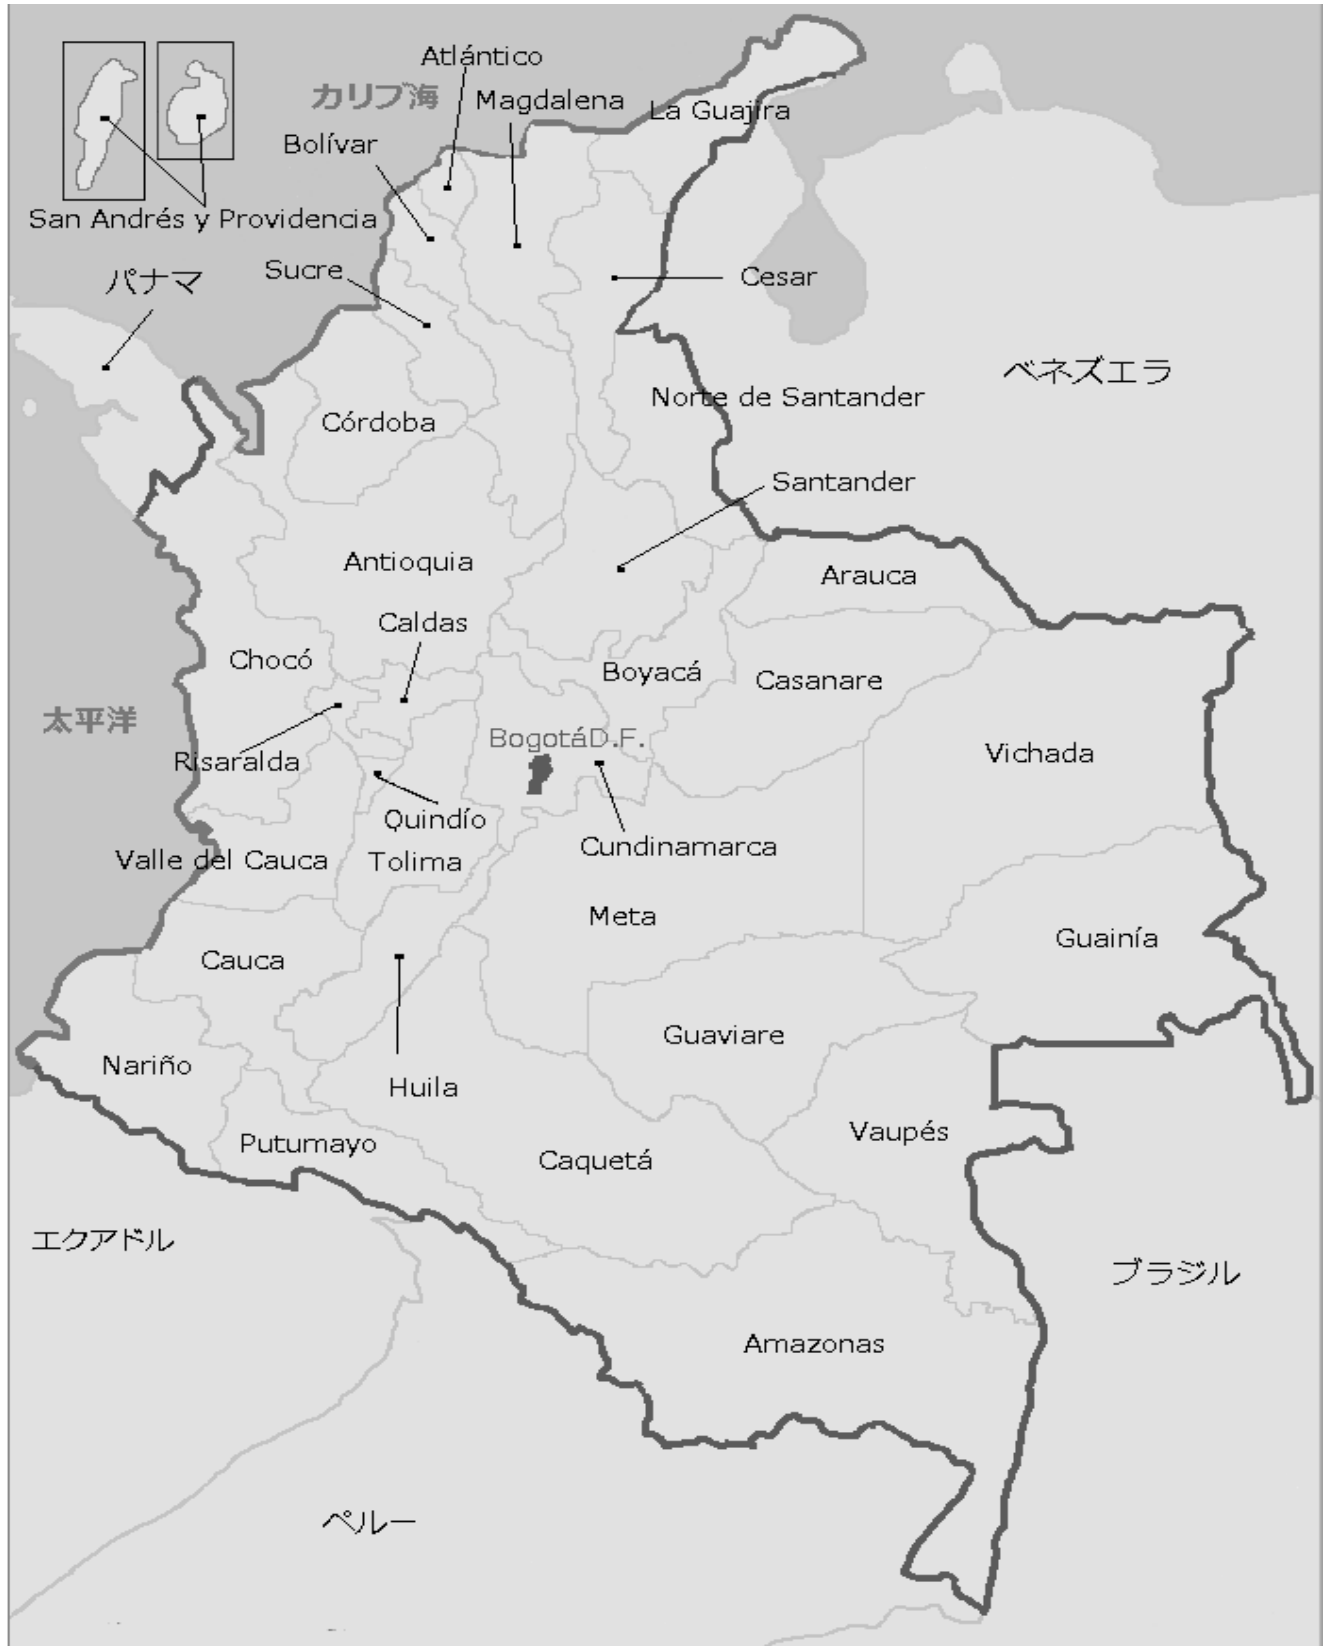 Atlántico
カリブ海
Magdalena
La Guajira
Bolívar
San Andrés y Providencia
パナマ
Sucre
Cesar
ベネズエラ
Norte de Santander
Córdoba
Santander
Antioquia
Arauca
Caldas
Chocó
Boyacá
Casanare
太平洋
BogotáD.F.
Vichada
Risaralda
Quindío
Cundinamarca
Valle del Cauca
Tolima
Meta
Guainía
Cauca
Guaviare
Nariño
Huila
Vaupés
Putumayo
Caquetá
エクアドル
ブラジル
Amazonas
ペルー